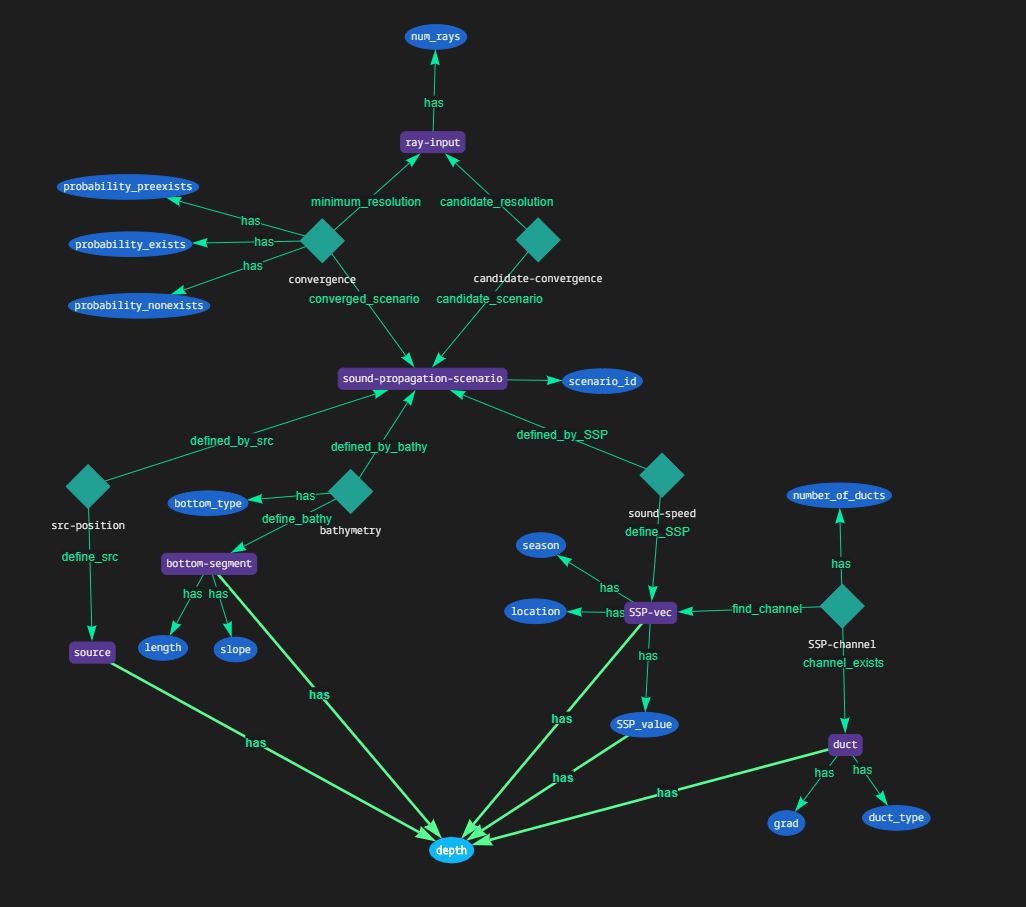 num_rays
has
ray-input
probability_preexists
minimum_resolution
candidate_resolution
has
probability_exists
has
has
convergence
candidate-convergence
probability_nonexists
converged_scenario
candidate_scenario
sound-propagation-scenario
scenario_id
defined_by_src
defined_by_bathy
defined_by_SSP
bottom_type
has
number_of_ducts
src-position
define_bathy
bathymetry
sound-speed
define_SSP
define_src
bottom-segment
season
has
has
has
has
location
has
SSP-vec
find_channel
source
length
slope
has
SSP-channel
channel_exists
has
has
has
SSP_value
has
duct
has
has
has
has
grad
duct_type
depth